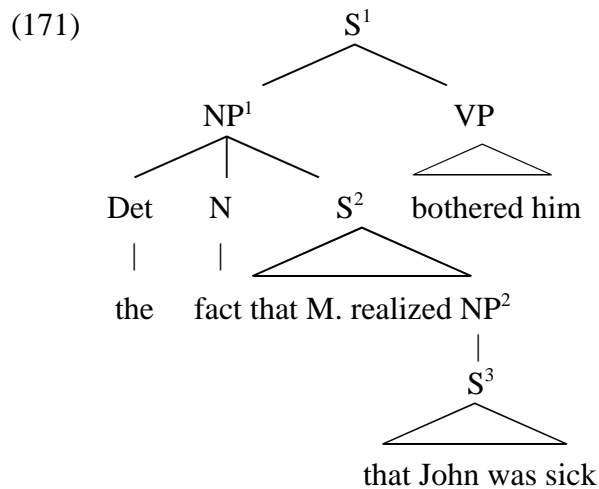 (171) S¹
NP¹ VP
Det N S² bothered him
the fact that M. realized NP²
S³
that John was sick